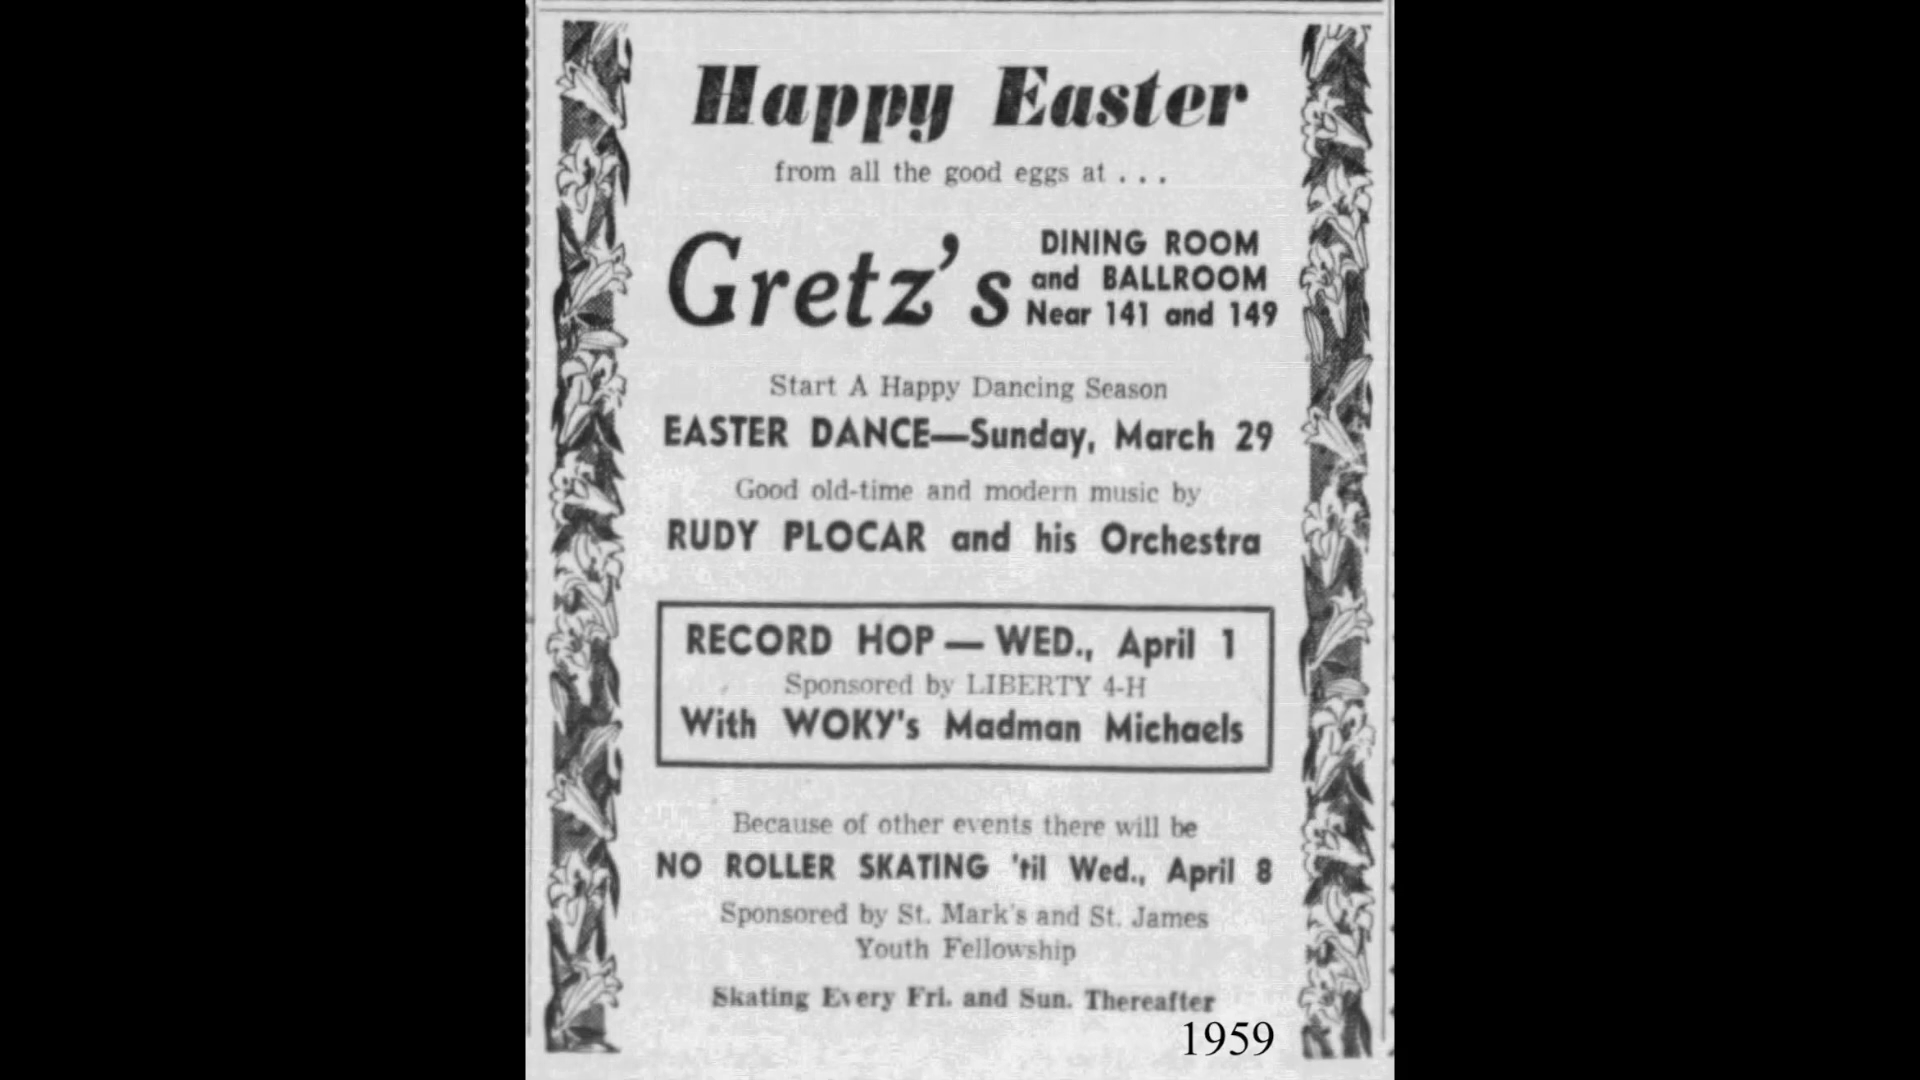 Happy Easter
from all the good eggs at . . .
Gretz's
DINING ROOM
and BALLROOM
Near 141 and 149
Start A Happy Dancing Season
EASTER DANCE—Sunday, March 29
Good old-time and modern music by
RUDY PLOCAR and his Orchestra
RECORD HOP — WED., April 1
Sponsored by LIBERTY 4-H
With WOKY's Madman Michaels
Because of other events there will be
NO ROLLER SKATING 'til Wed., April 8
Sponsored by St. Mark's and St. James
Youth Fellowship
Skating Every Fri. and Sun. Thereafter
1959